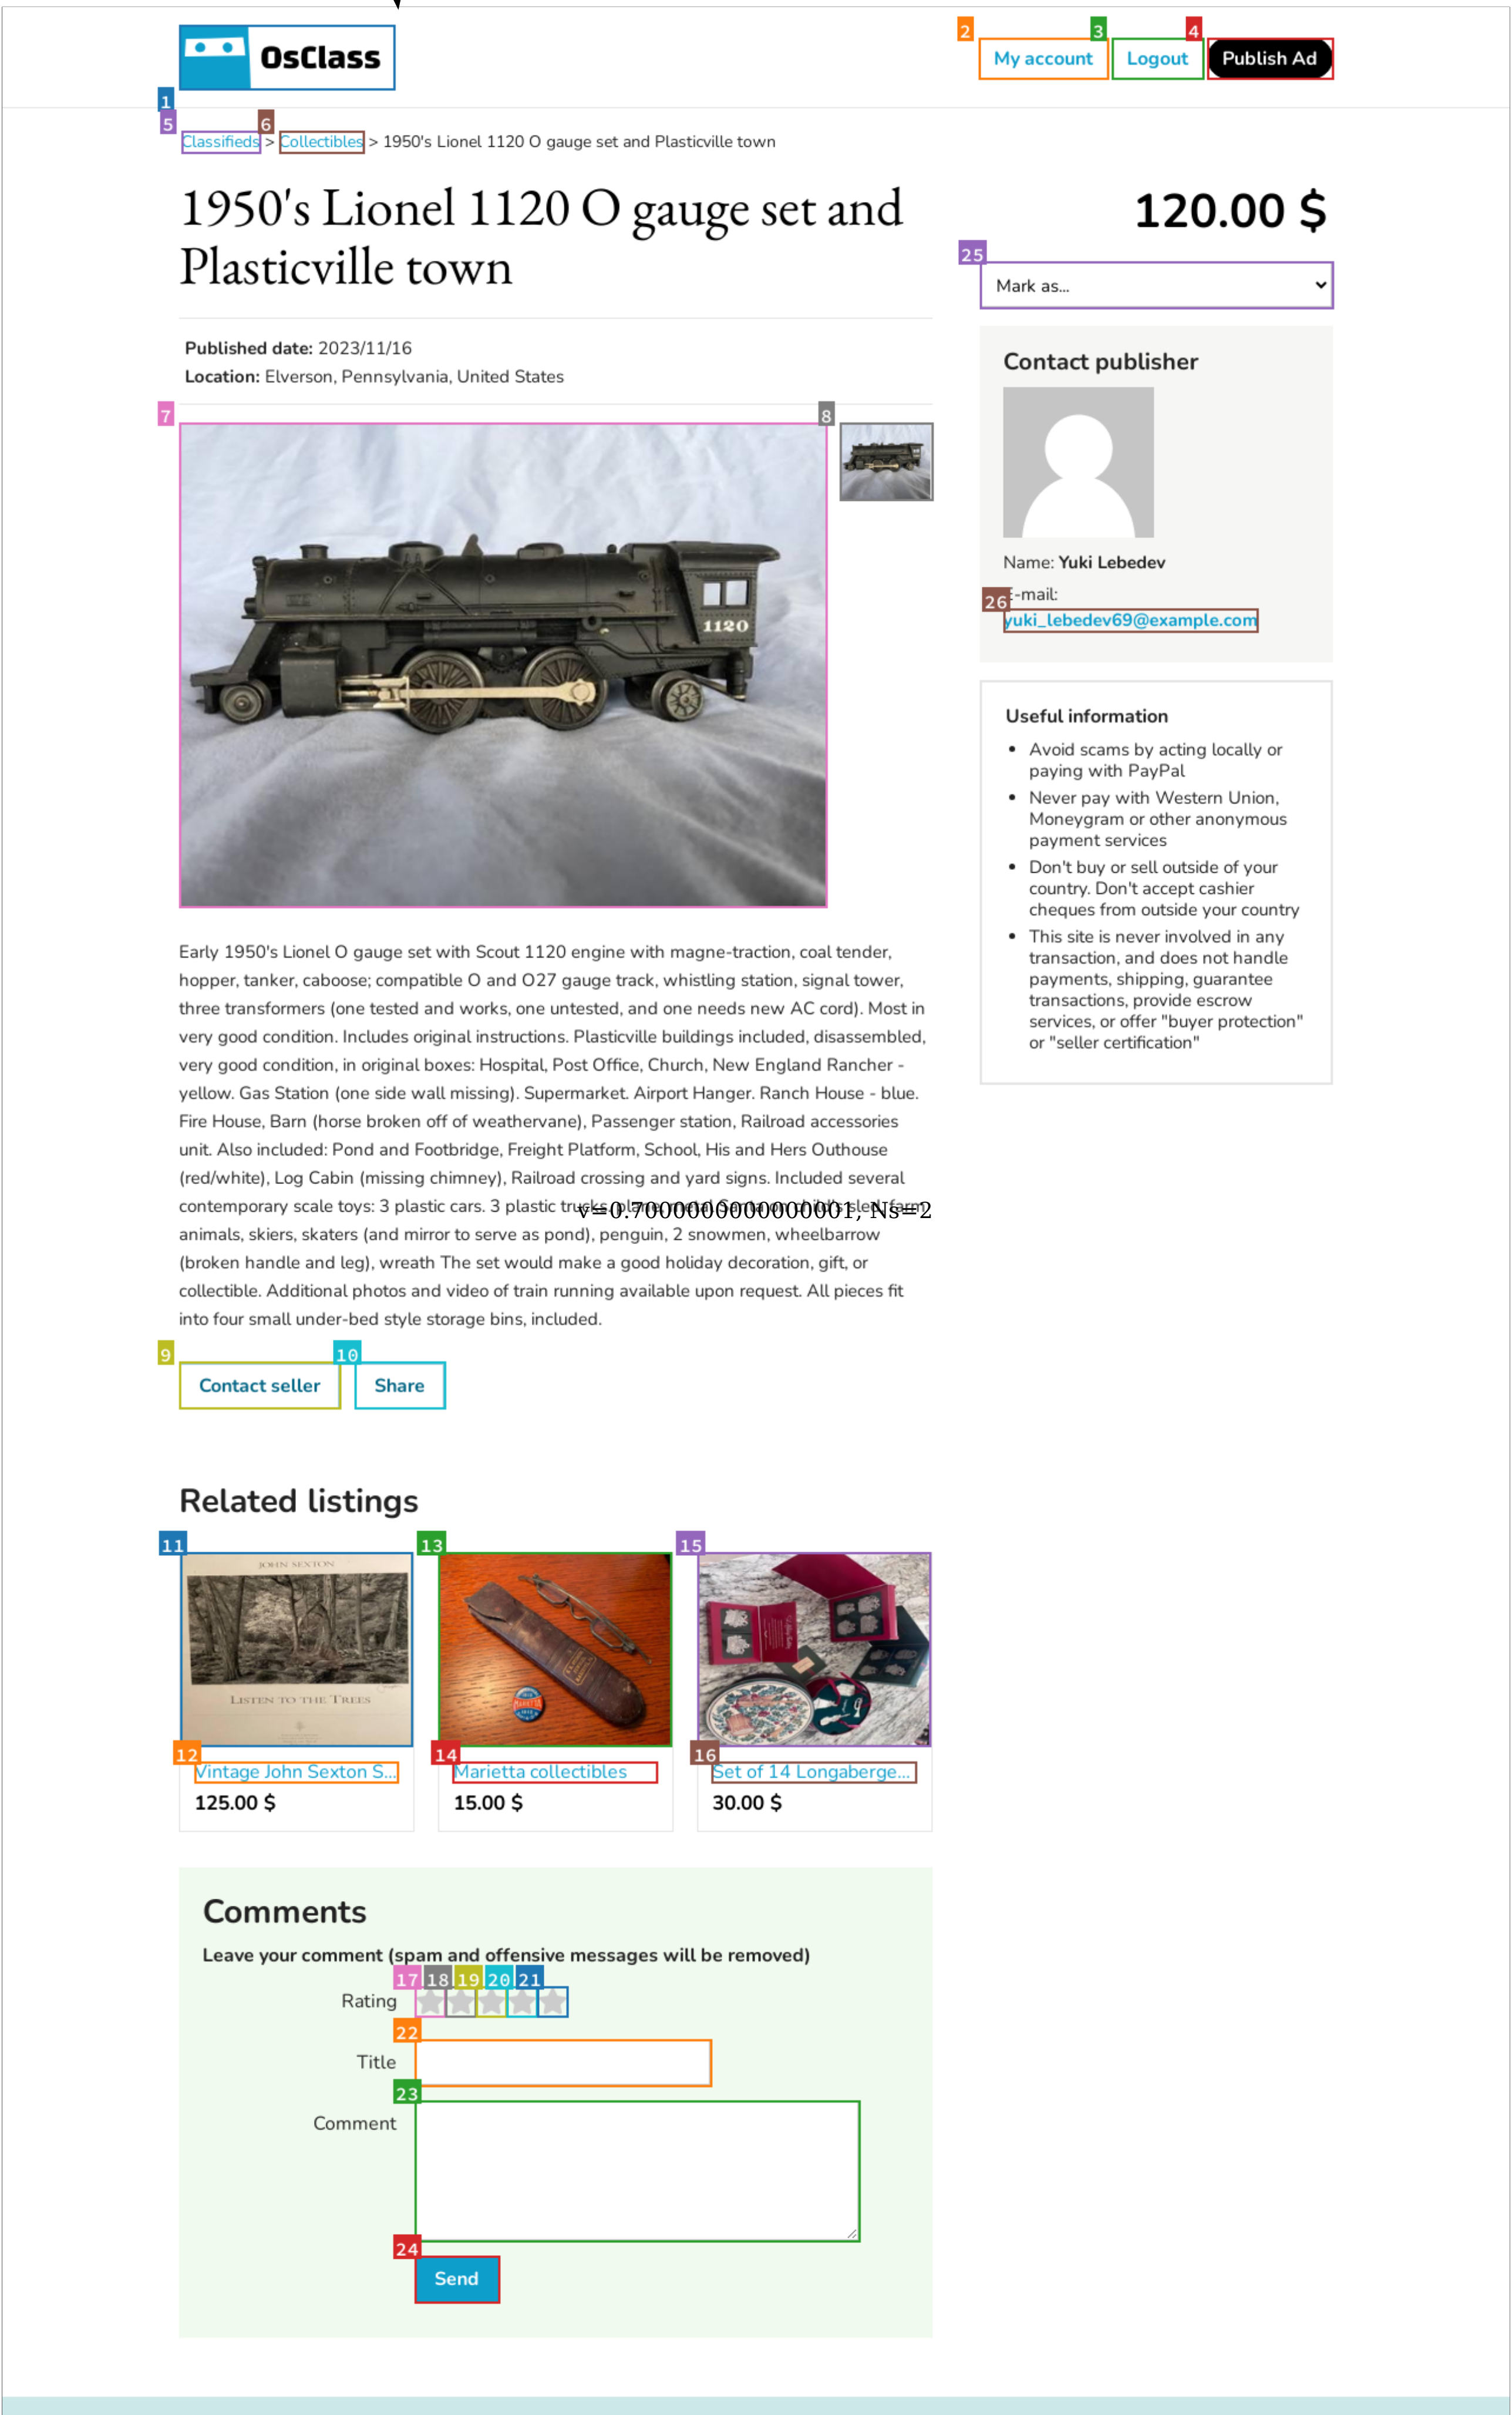 OsClass
2 3 4
My account Logout Publish Ad
1
5 6
Classifieds > Collectibles > 1950's Lionel 1120 O gauge set and Plasticville town
1950's Lionel 1120 O gauge set and
Plasticville town
120.00 $
25
Mark as...
Published date: 2023/11/16
Location: Elverson, Pennsylvania, United States
7 8
1120
Contact publisher
Name: Yuki Lebedev
26 E-mail:
yuki_lebedev69@example.com
Useful information
• Avoid scams by acting locally or
paying with PayPal
• Never pay with Western Union,
Moneygram or other anonymous
payment services
• Don't buy or sell outside of your
country. Don't accept cashier
cheques from outside your country
• This site is never involved in any
transaction, and does not handle
payments, shipping, guarantee
transactions, provide escrow
services, or offer "buyer protection"
or "seller certification"
Early 1950's Lionel O gauge set with Scout 1120 engine with magne-traction, coal tender,
hopper, tanker, caboose; compatible O and O27 gauge track, whistling station, signal tower,
three transformers (one tested and works, one untested, and one needs new AC cord). Most in
very good condition. Includes original instructions. Plasticville buildings included, disassembled,
very good condition, in original boxes: Hospital, Post Office, Church, New England Rancher -
yellow. Gas Station (one side wall missing). Supermarket. Airport Hanger. Ranch House - blue.
Fire House, Barn (horse broken off of weathervane), Passenger station, Railroad accessories
unit. Also included: Pond and Footbridge, Freight Platform, School, His and Hers Outhouse
(red/white), Log Cabin (missing chimney), Railroad crossing and yard signs. Included several
contemporary scale toys: 3 plastic cars. 3 plastic trucks, plane, metal Santa on child's sled, farm
v=0.7000000000000001, Ns=2
animals, skiers, skaters (and mirror to serve as pond), penguin, 2 snowmen, wheelbarrow
(broken handle and leg), wreath The set would make a good holiday decoration, gift, or
collectible. Additional photos and video of train running available upon request. All pieces fit
into four small under-bed style storage bins, included.
9 10
Contact seller Share
Related listings
11 13 15
JOHN SEXTON
LISTEN TO THE TREES
MARIETTA
12 14 16
Vintage John Sexton S... Marietta collectibles Set of 14 Longaberge...
125.00 $ 15.00 $ 30.00 $
Comments
Leave your comment (spam and offensive messages will be removed)
17 18 19 20 21
Rating
22
Title
23
Comment
24
Send